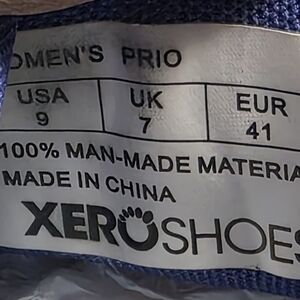 OMEN'S PRIO
USA UK EUR
9 7 41
100% MAN-MADE MATERIA
MADE IN CHINA
XEROSHOES